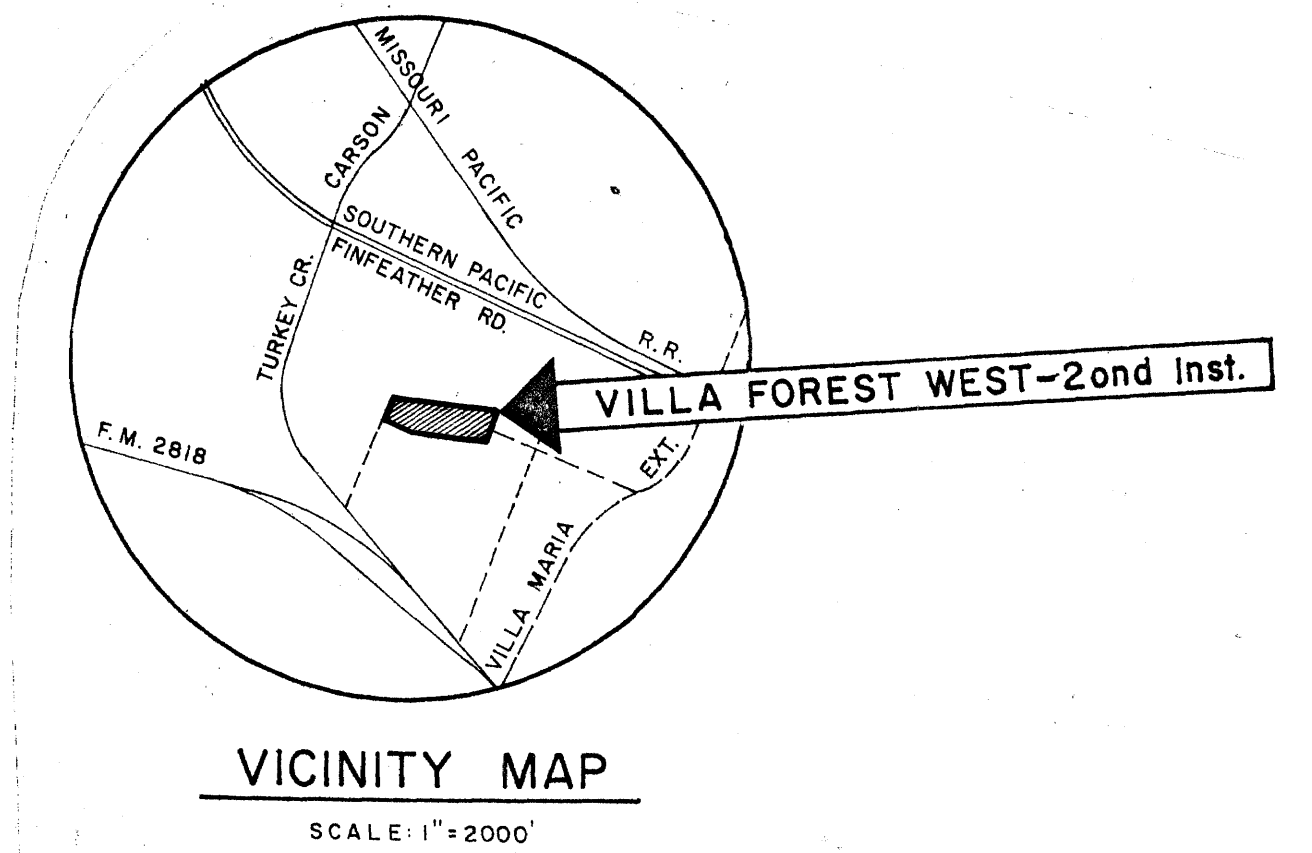 MISSOURI PACIFIC R.R.
CARSON
SOUTHERN PACIFIC
FINFEATHER RD.
TURKEY CR.
VILLA FOREST WEST-2ond Inst.
F.M. 2818
VILLA MARIA EXT.
VICINITY MAP
SCALE: 1"=2000'